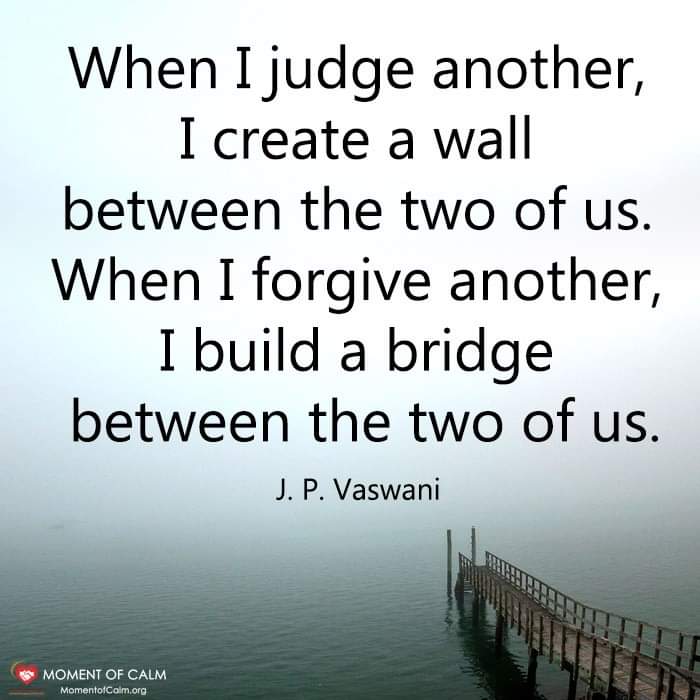 When I judge another,
I create a wall
between the two of us.
When I forgive another,
I build a bridge
between the two of us.
J. P. Vaswani
MOMENT OF CALM
MomentofCalm.org